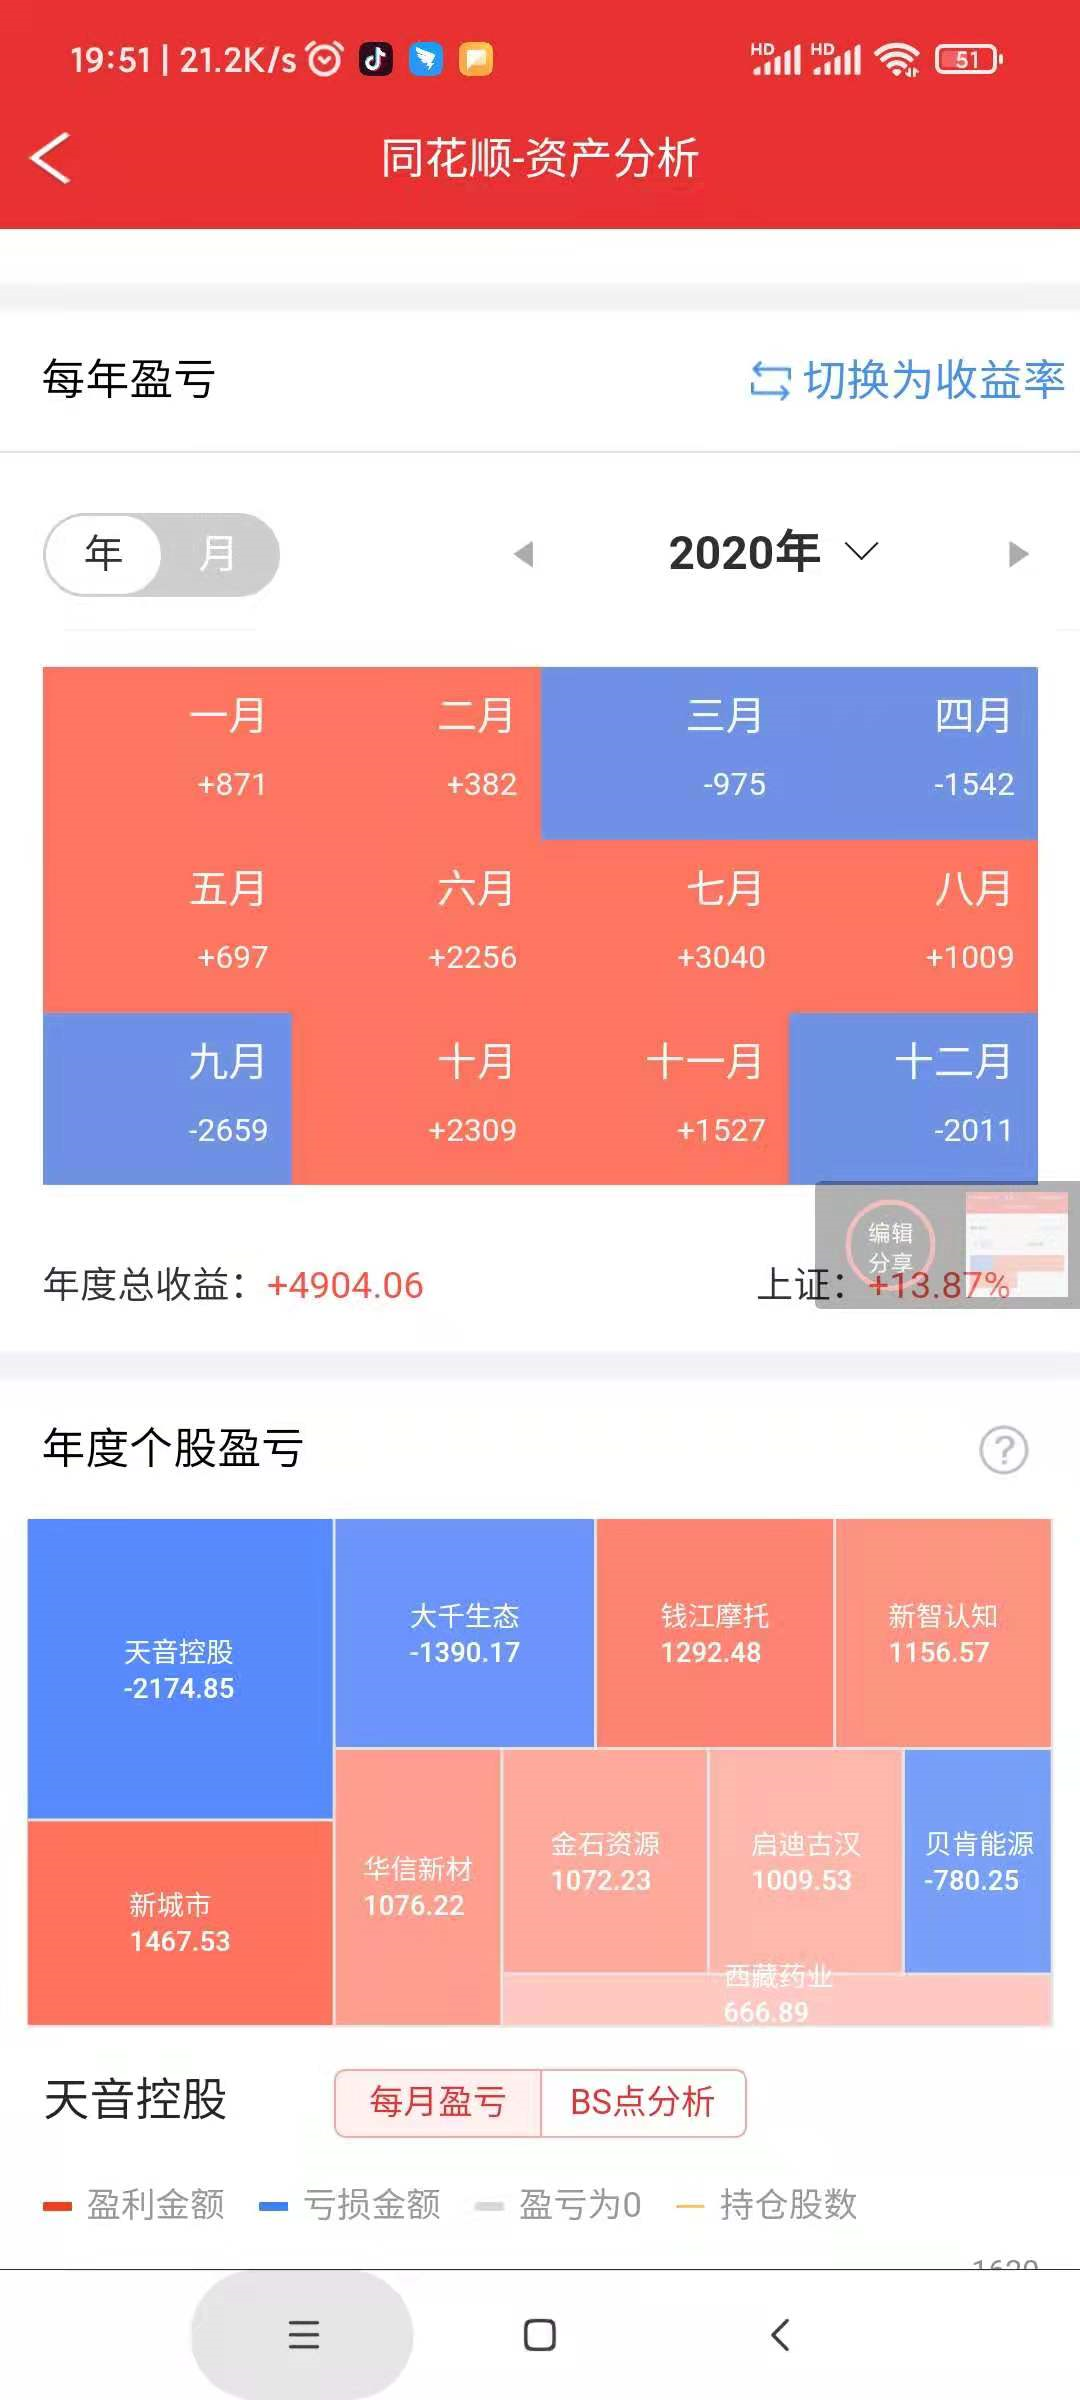 19:51 | 21.2K/s
HD HD 51
同花顺-资产分析
每年盈亏
切换为收益率
年 月
2020年
一月 二月 三月 四月
+871 +382 -975 -1542
五月 六月 七月 八月
+697 +2256 +3040 +1009
九月 十月 十一月 十二月
-2659 +2309 +1527 -2011
编辑
分享
年度总收益：+4904.06
上证：+13.87%
年度个股盈亏
?
天音控股
-2174.85
大千生态
-1390.17
钱江摩托
1292.48
新智认知
1156.57
新城市
1467.53
华信新材
1076.22
金石资源
1072.23
启迪古汉
1009.53
贝肯能源
-780.25
西藏药业
666.89
天音控股
每月盈亏 BS点分析
盈利金额 亏损金额 盈亏为0 持仓股数